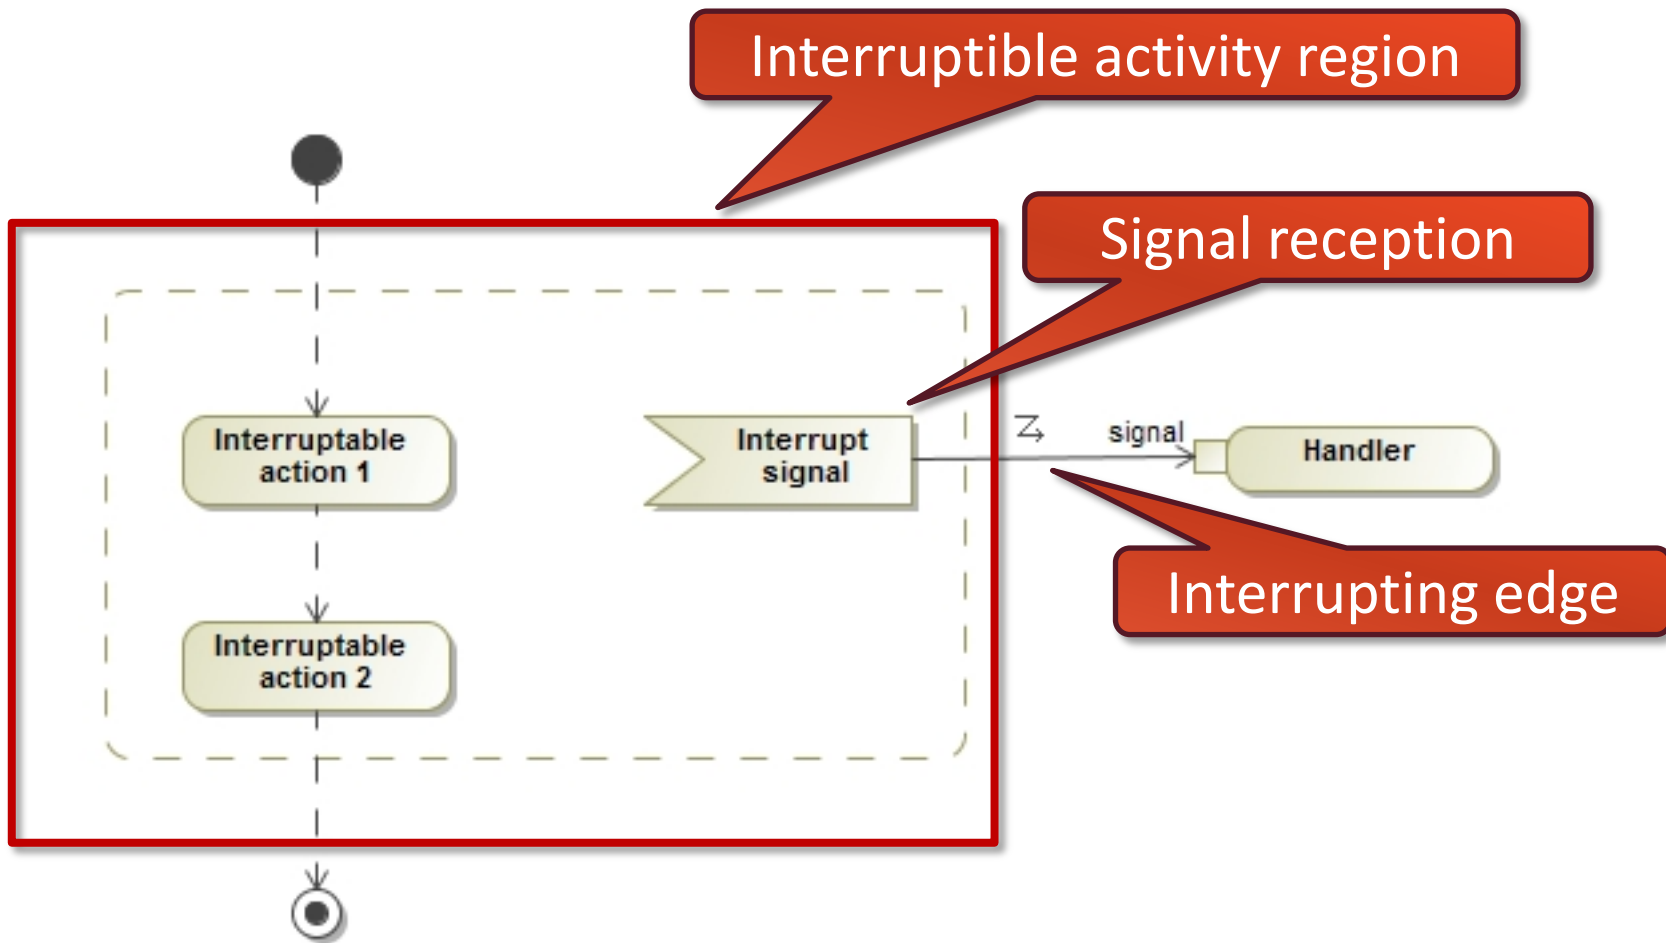 Interruptible activity region
Signal reception
Interruptable
action 1
Interrupt
signal
signal
Handler
Interrupting edge
Interruptable
action 2